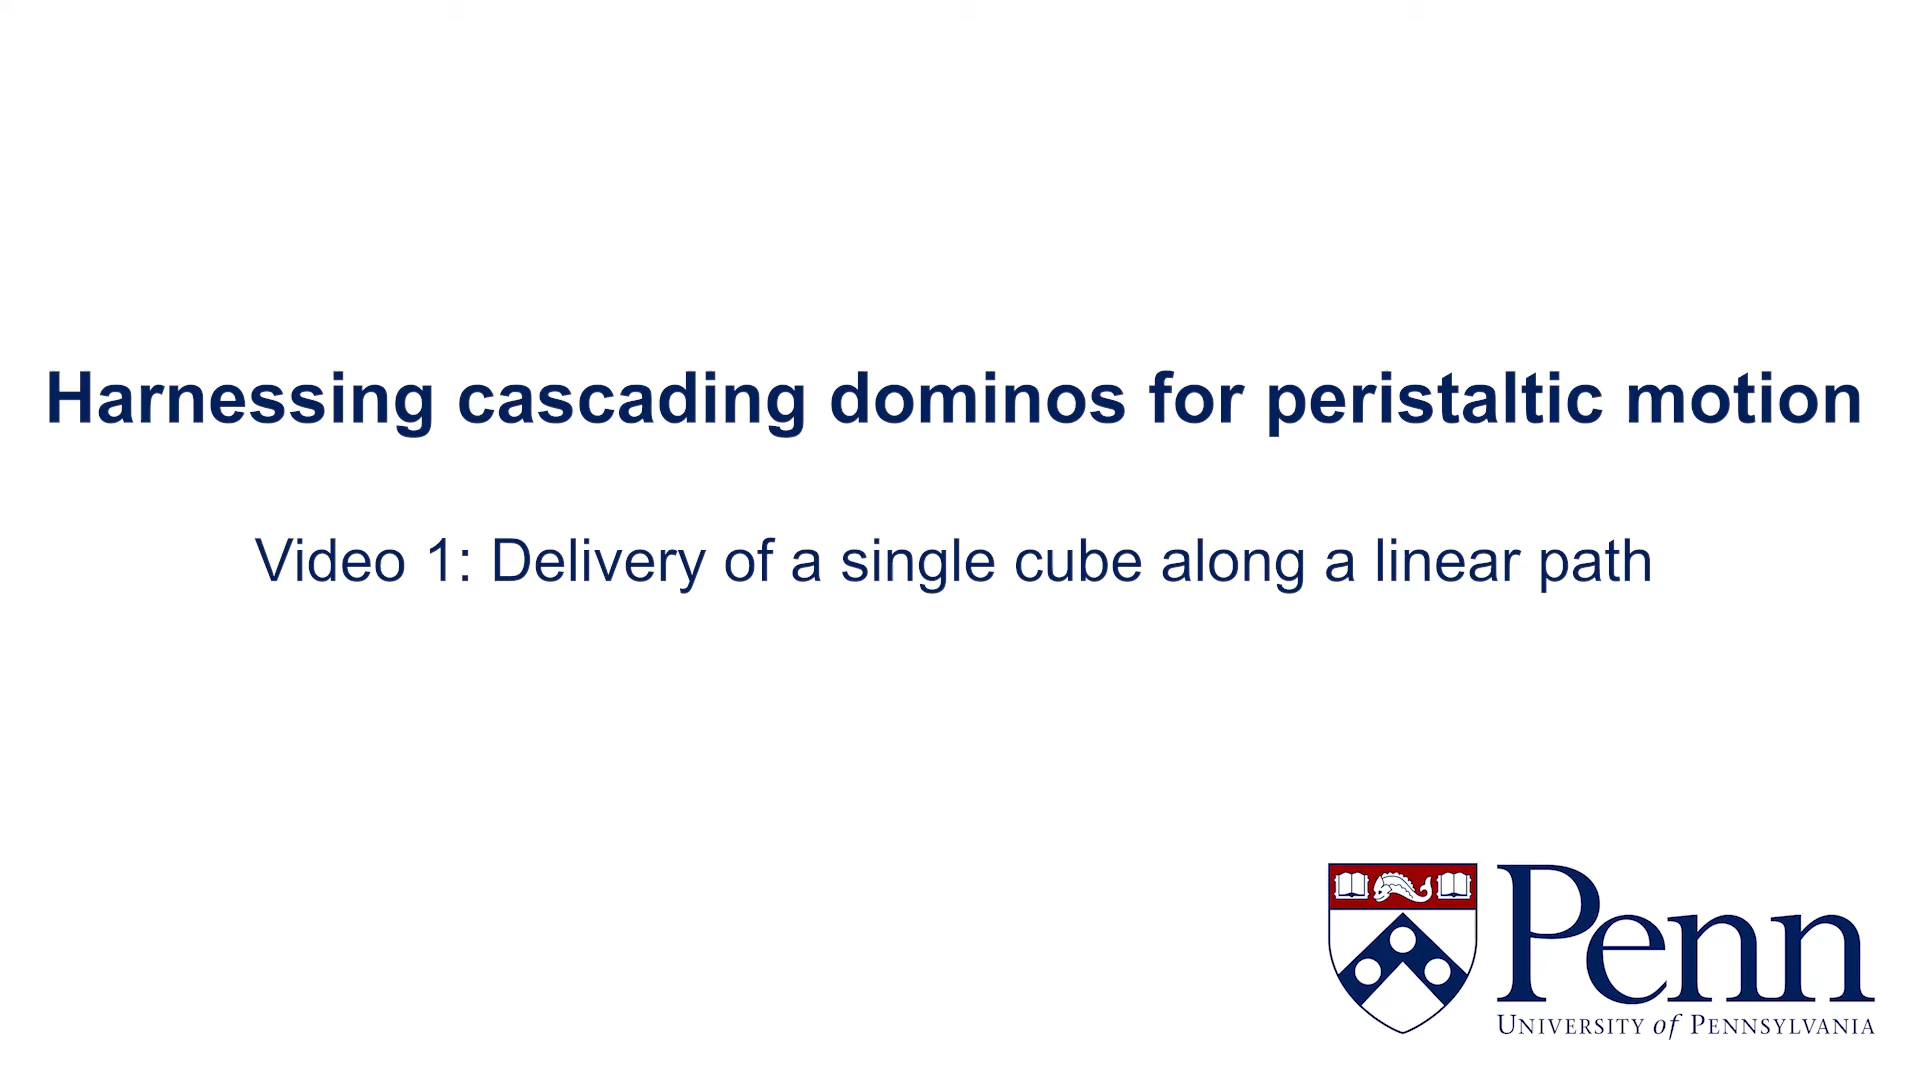 Harnessing cascading dominos for peristaltic motion
Video 1: Delivery of a single cube along a linear path
Penn
UNIVERSITY of PENNSYLVANIA